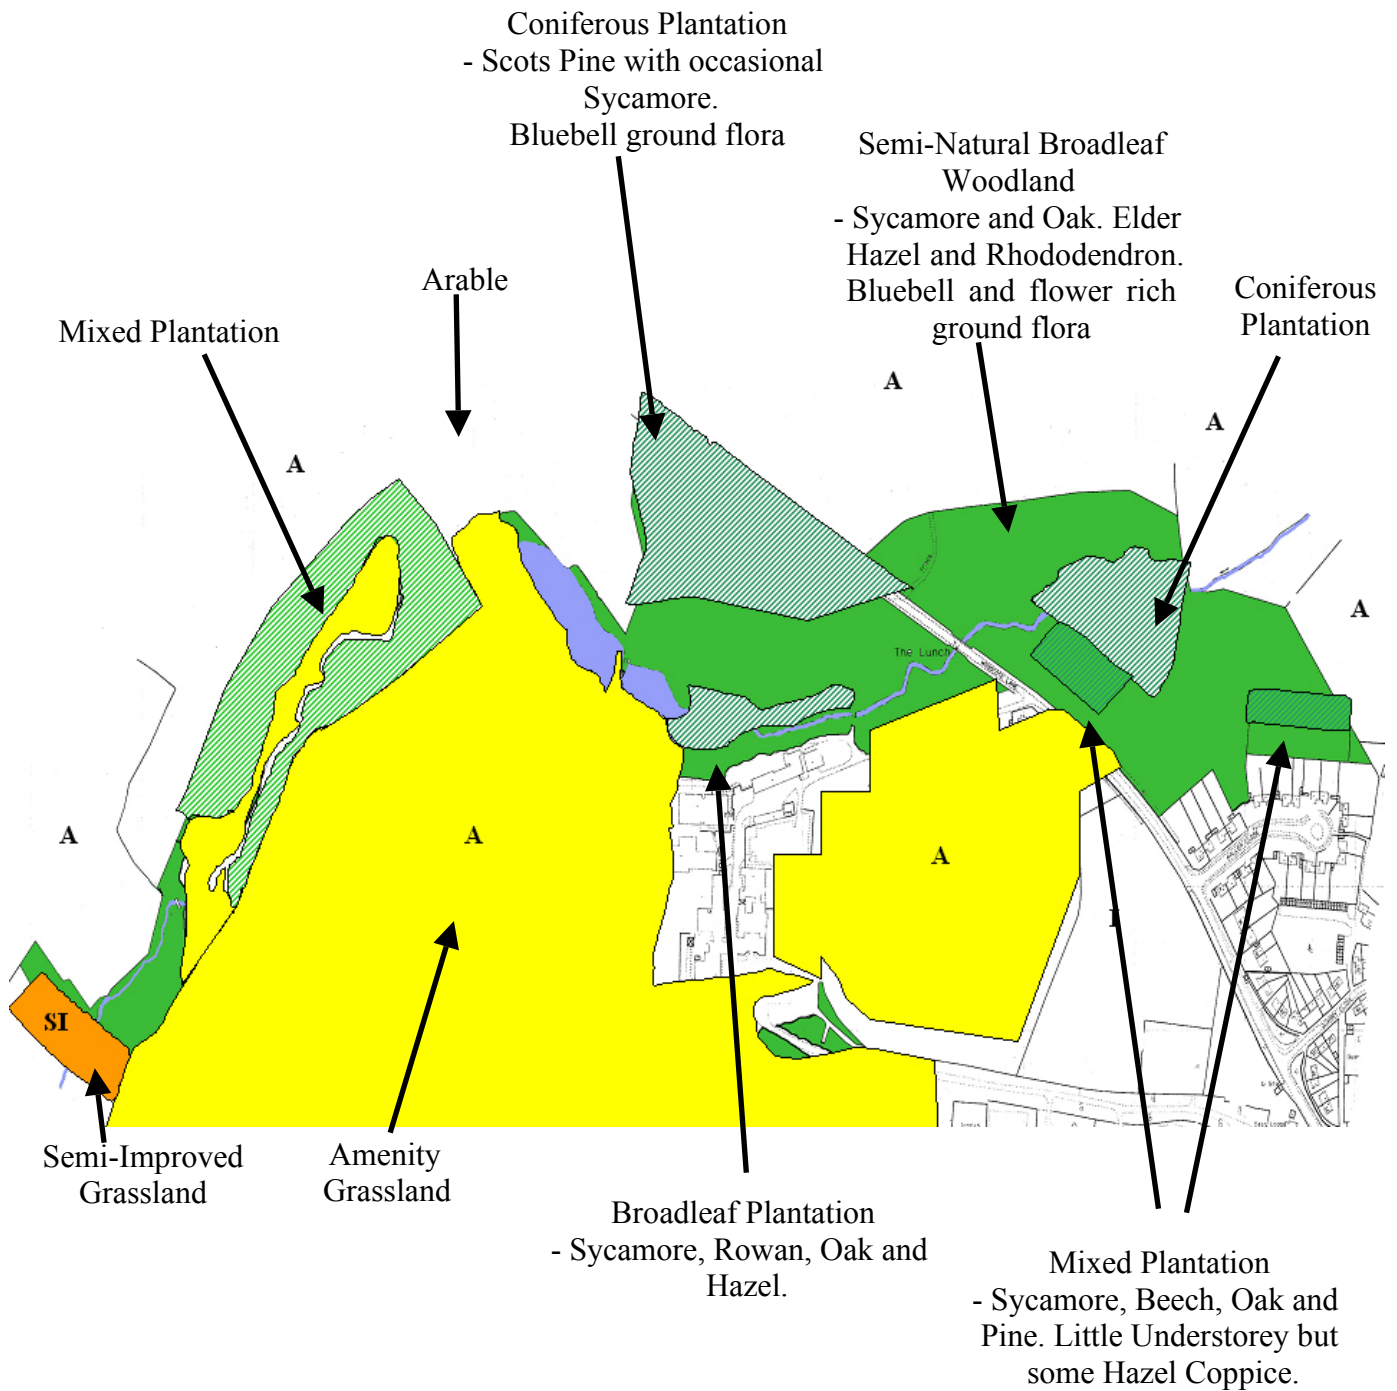 Coniferous Plantation
- Scots Pine with occasional
Sycamore.
Bluebell ground flora
Semi-Natural Broadleaf
Woodland
- Sycamore and Oak. Elder
Hazel and Rhododendron.
Bluebell and flower rich
ground flora
Coniferous
Plantation
Arable
Mixed Plantation
A
A
A
A
A
A
A
The Lunch
SI
Semi-Improved
Grassland
Amenity
Grassland
Broadleaf Plantation
- Sycamore, Rowan, Oak and
Hazel.
Mixed Plantation
- Sycamore, Beech, Oak and
Pine. Little Understorey but
some Hazel Coppice.